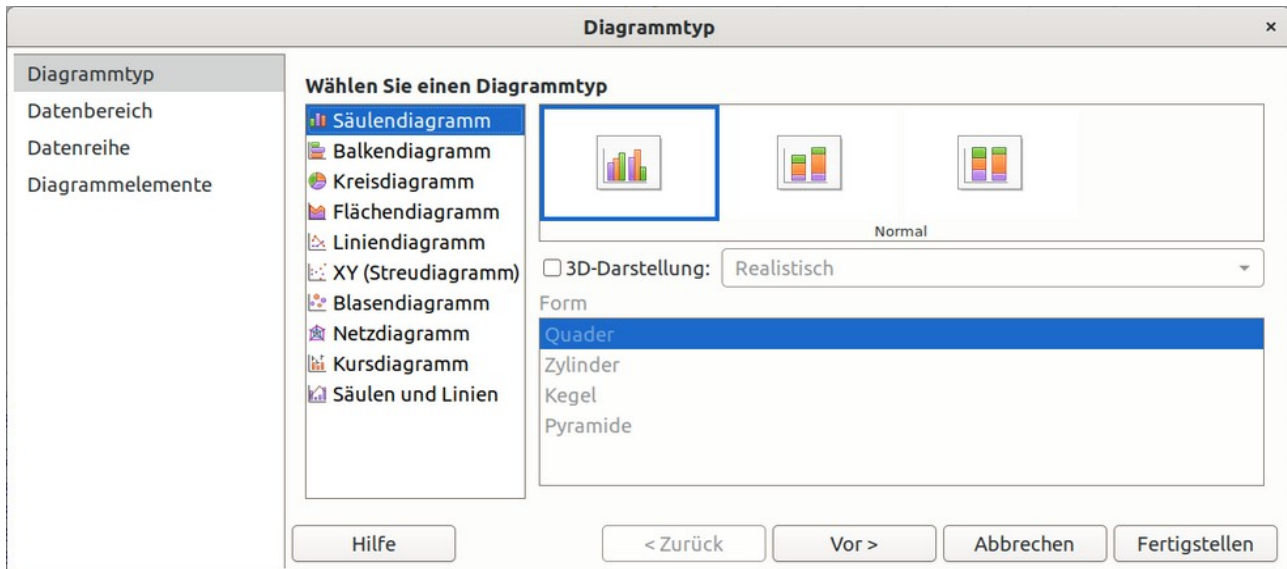 Diagrammtyp
×
Diagrammtyp
Datenbereich
Datenreihe
Diagrammelemente
Wählen Sie einen Diagrammtyp
Säulendiagramm
Balkendiagramm
Kreisdiagramm
Flächendiagramm
Liniendiagramm
XY (Streudiagramm)
Blasendiagramm
Netzdiagramm
Kursdiagramm
Säulen und Linien
Normal
3D-Darstellung: Realistisch
Form
Quader
Zylinder
Kegel
Pyramide
Hilfe < Zurück Vor > Abbrechen Fertigstellen